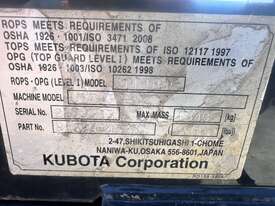 ROPS MEETS REQUIREMENTS OF
OSHA 1926・1001/ISO 3471 2008
TOPS MEETS REQUIREMENTS OF ISO 12117 1997
OPG (TOP GUARD LEVEL I) MEETS REQUIREMENTS OF
OSHA 1926・1003/ISO 10262 1998
ROPS・OPG (LEVEL I) MODEL
MACHINE MODEL
SERIAL NO. MAX MASS (kg)
PART NO. (lbs)
2-47, SHIKITSUHIGASHI 1-CHOME
NANIWA-KU, OSAKA 556-8601, JAPAN
KUBOTA Corporation